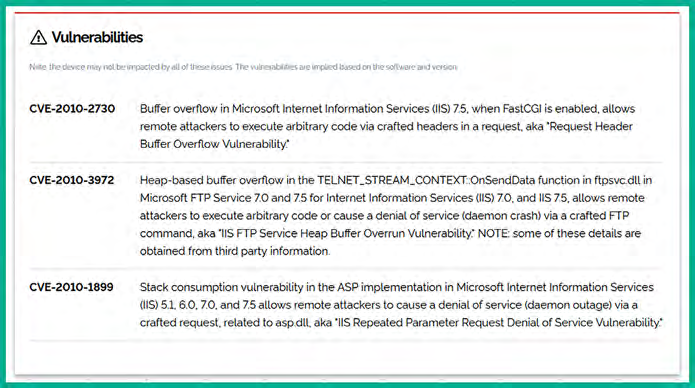 Vulnerabilities
Note: the device may not be impacted by all of these issues. The vulnerabilities are implied based on the software and version.
CVE-2010-2730 Buffer overflow in Microsoft Internet Information Services (IIS) 7.5, when FastCGI is enabled, allows
remote attackers to execute arbitrary code via crafted headers in a request, aka "Request Header
Buffer Overflow Vulnerability."
CVE-2010-3972 Heap-based buffer overflow in the TELNET_STREAM_CONTEXT::OnSendData function in ftpsvc.dll in
Microsoft FTP Service 7.0 and 7.5 for Internet Information Services (IIS) 7.0, and IIS 7.5, allows remote
attackers to execute arbitrary code or cause a denial of service (daemon crash) via a crafted FTP
command, aka "IIS FTP Service Heap Buffer Overrun Vulnerability." NOTE: some of these details are
obtained from third party information.
CVE-2010-1899 Stack consumption vulnerability in the ASP implementation in Microsoft Internet Information Services
(IIS) 5.1, 6.0, 7.0, and 7.5 allows remote attackers to cause a denial of service (daemon outage) via a
crafted request, related to asp.dll, aka "IIS Repeated Parameter Request Denial of Service Vulnerability."